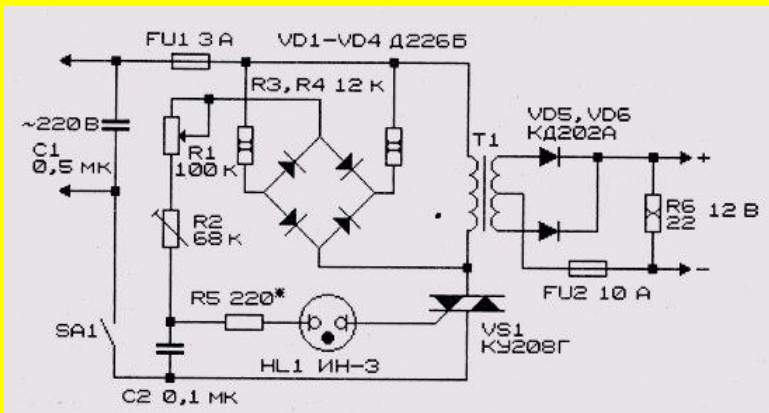 FU1 3 А
VD1-VD4 Д226Б
R3, R4 12 К
~220 В
C1
0,5 МК
R1
100 К
VD5, VD6
КД202А
T1
+
R2
68 К
R6
22
12 В
R5 220*
FU2 10 А
–
SA1
HL1 ИН-3
VS1
КУ208Г
C2 0,1 МК